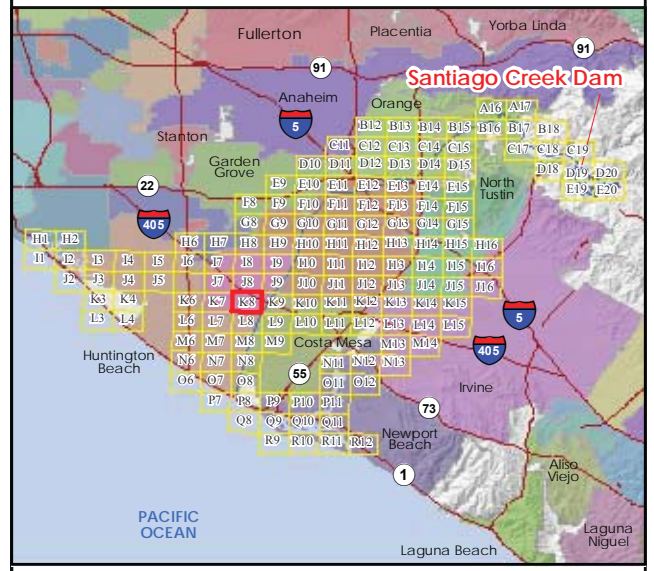 Fullerton
Placentia
Yorba Linda
91
91
Santiago Creek Dam
Anaheim
Orange
A16 A17
5
B12 B13 B14 B15 B16 B17 B18
Stanton
C11 C12 C13 C14 C15 C17 C18 C19
Garden
Grove
D10 D11 D12 D13 D14 D15 D18 D19 D20
22
E9 E10 E11 E12 E13 E14 E15 E19 E20
North
Tustin
F8 F9 F10 F11 F12 F13 F14 F15
405
G8 G9 G10 G11 G12 G13 G14 G15
H1 H2 H6 H7 H8 H9 H10 H11 H12 H13 H14 H15 H16
I1 I2 I3 I4 I5 I6 I7 I8 I9 I10 I11 I12 I13 I14 I15 I16
J2 J3 J4 J5 J7 J8 J9 J10 J11 J12 J13 J14 J15 J16
K3 K4 K6 K7 K8 K9 K10 K11 K12 K13 K14 K15
5
L3 L4 L6 L7 L8 L9 L10 L11 L12 L13 L14 L15
M6 M7 M8 M9 Costa Mesa M13 M14
405
Huntington
Beach
N6 N7 N8 N11 N12 N13
55
O6 O7 O8 O11 O12
Irvine
P7 P8 P9 P10 P11
73
Q8 Q9 Q10 Q11
R9 R10 R11 R12
Newport
Beach
1
Aliso
Viejo
PACIFIC
OCEAN
Laguna
Niguel
Laguna Beach